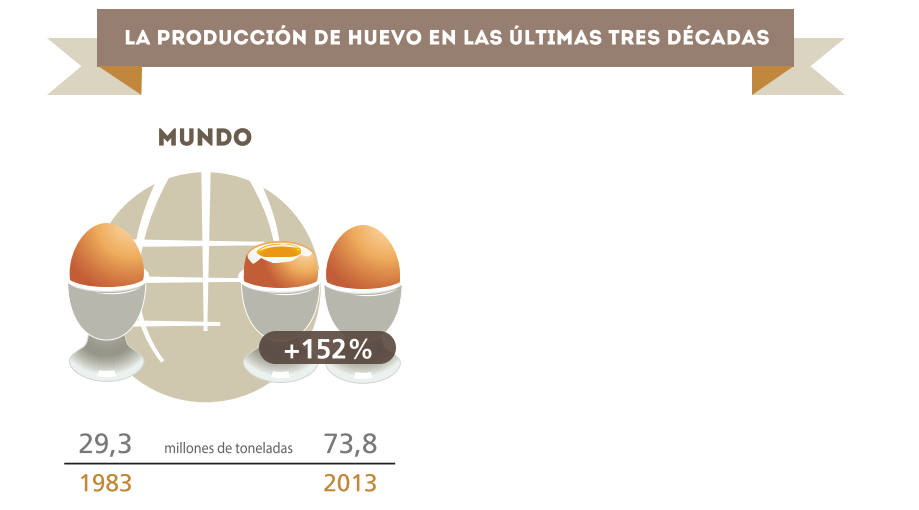 LA PRODUCCIÓN DE HUEVO EN LAS ÚLTIMAS TRES DÉCADAS
MUNDO
+152%
29,3 millones de toneladas 73,8
1983 2013